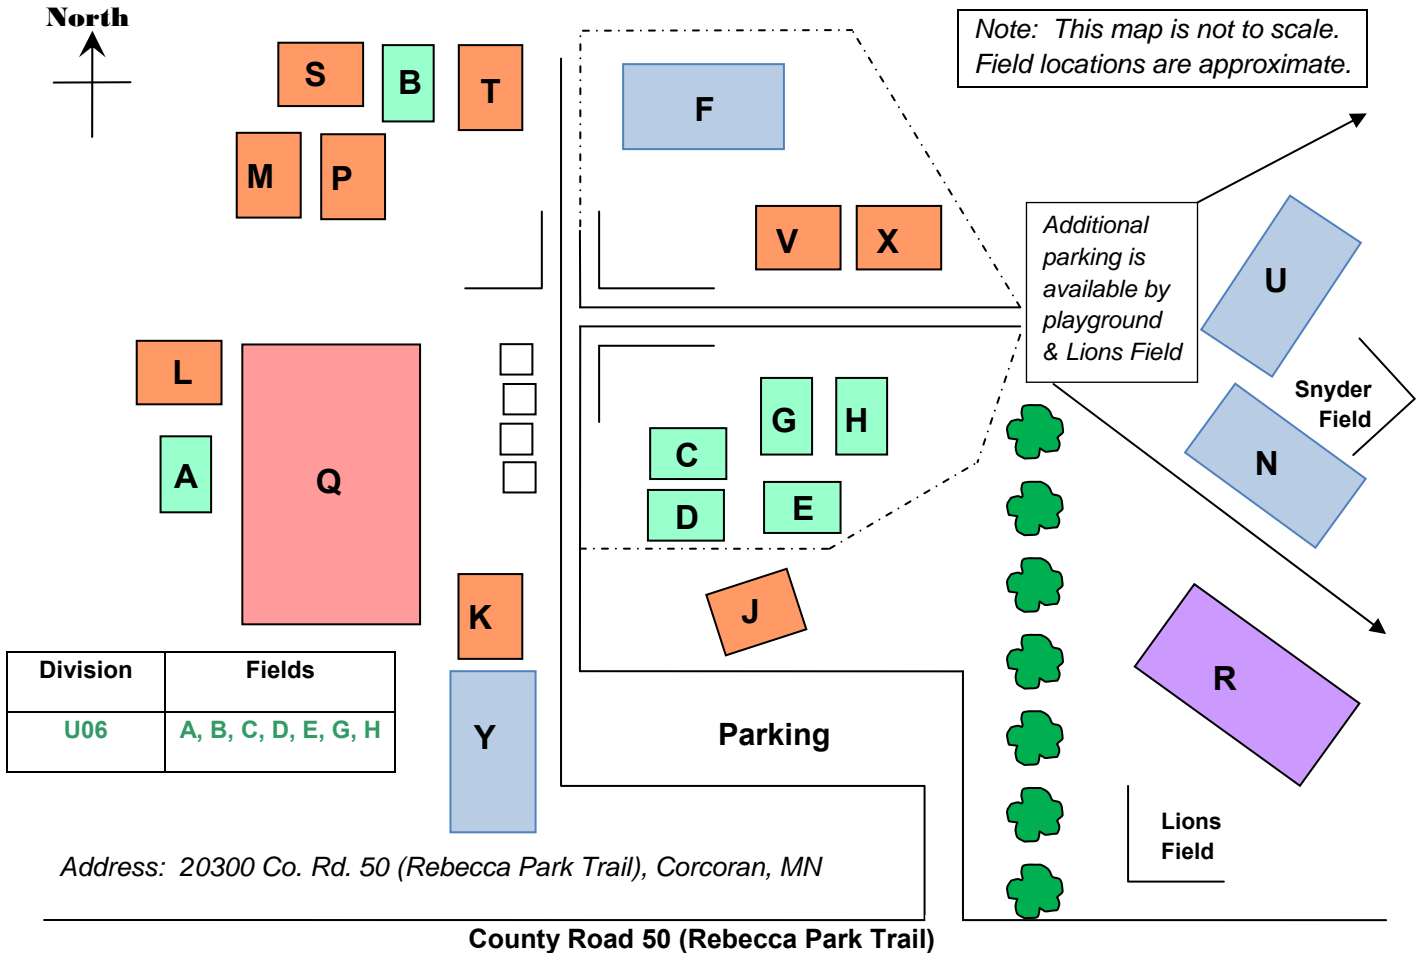 North
Note:  This map is not to scale.
Field locations are approximate.
S
B
T
F
M
P
V
X
Additional
parking is
available by
playground
& Lions Field
U
L
Snyder
Field
G
H
C
A
Q
N
D
E
K
J
Division
Fields
U06
A, B, C, D, E, G, H
Y
Parking
R
Lions
Field
Address:  20300 Co. Rd. 50 (Rebecca Park Trail), Corcoran, MN
County Road 50 (Rebecca Park Trail)